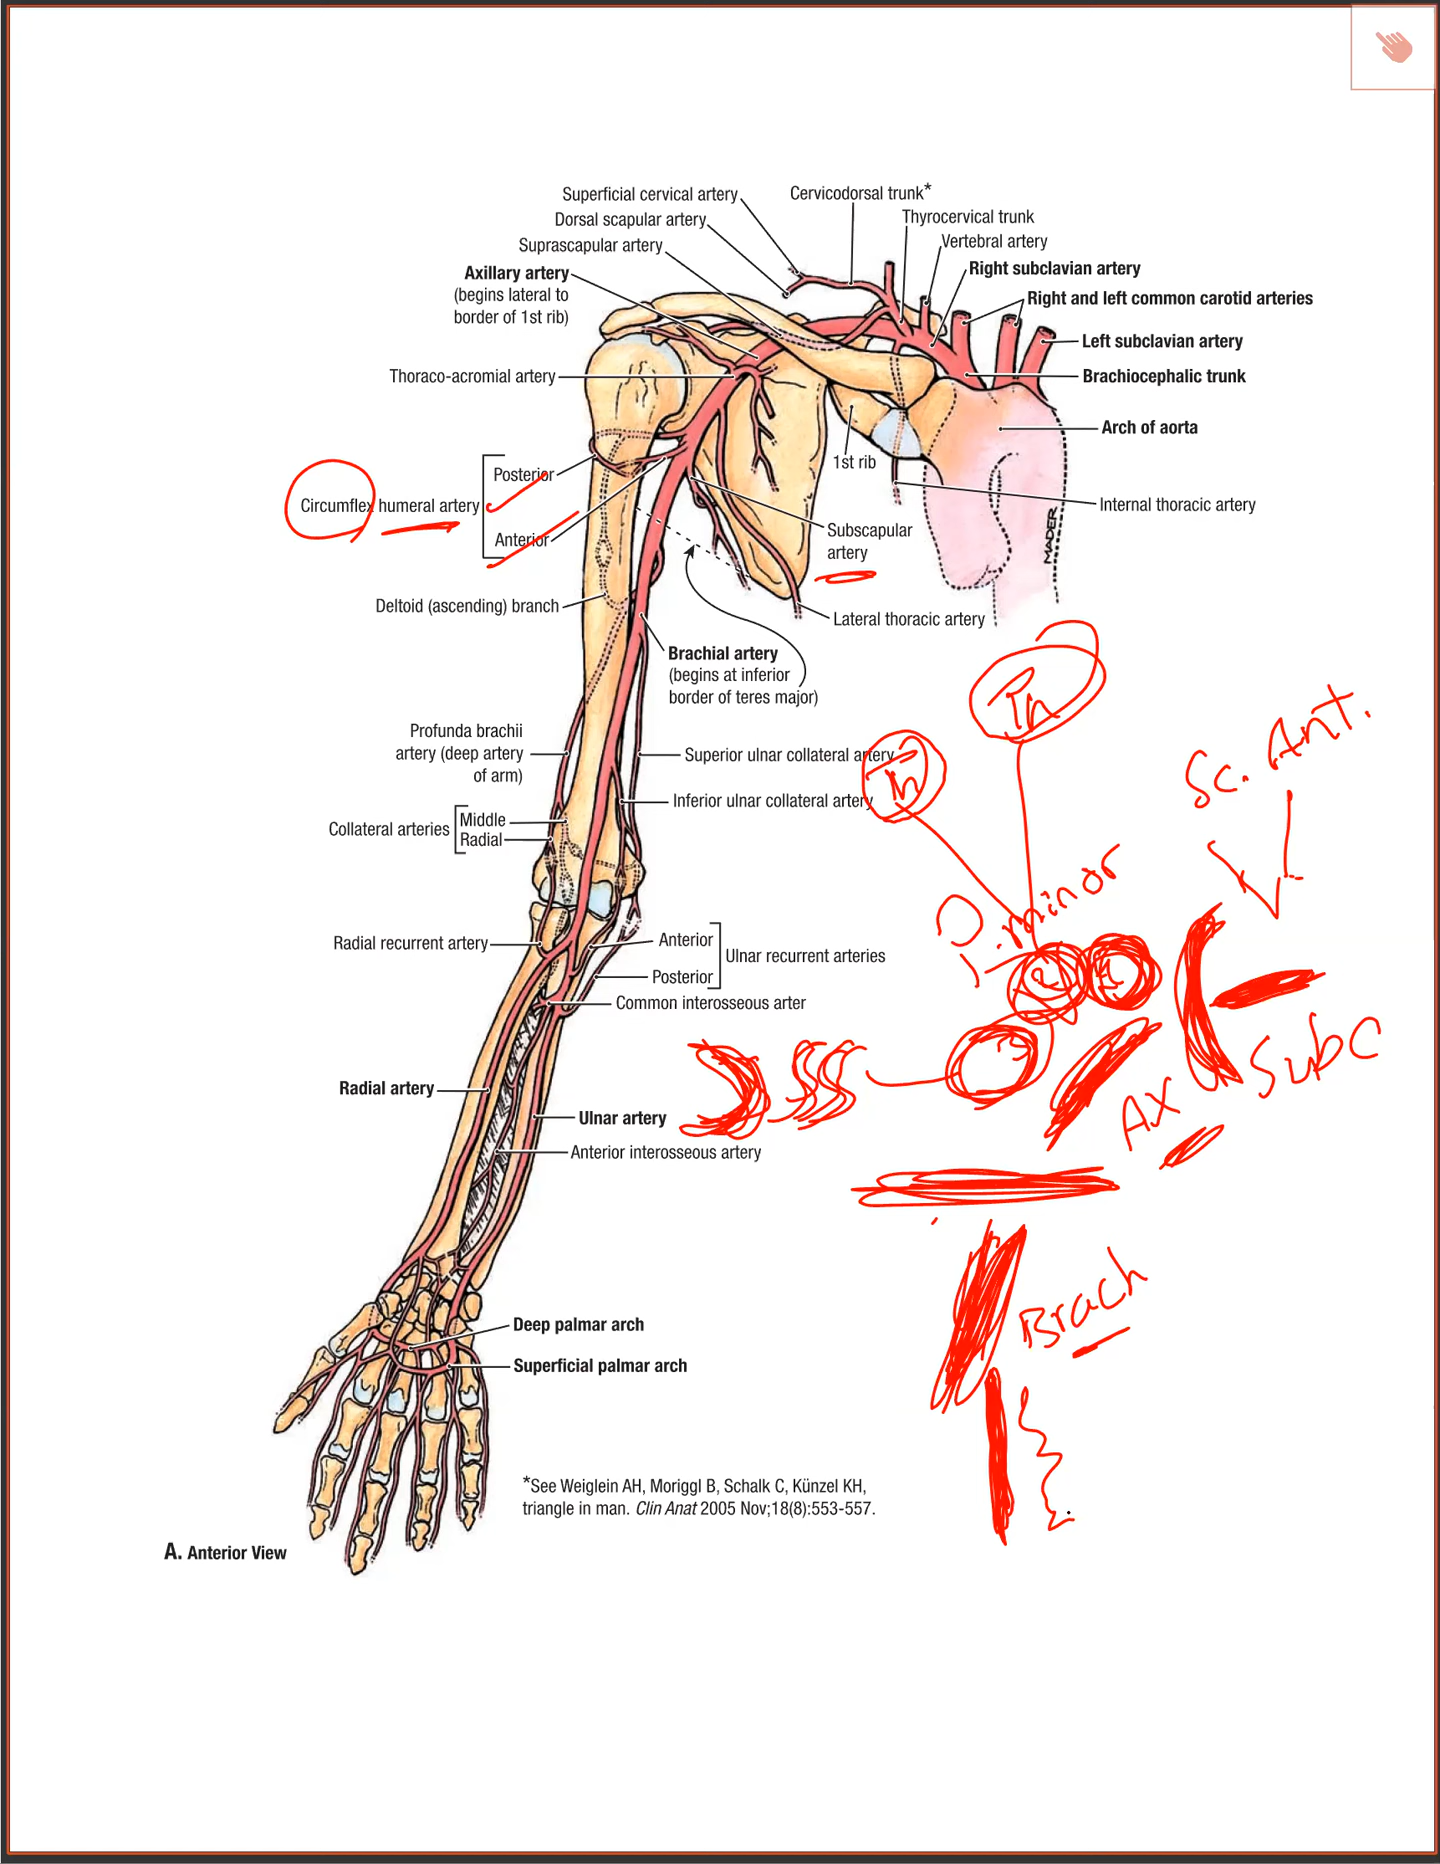 Superficial cervical artery
Cervicodorsal trunk*
Dorsal scapular artery
Thyrocervical trunk
Suprascapular artery
Vertebral artery
Axillary artery
(begins lateral to
border of 1st rib)
Right subclavian artery
Right and left common carotid arteries
Left subclavian artery
Thoraco-acromial artery
Brachiocephalic trunk
Arch of aorta
1st rib
Posterior
Circumflex humeral artery
Anterior
Internal thoracic artery
MADER
Subscapular
artery
Deltoid (ascending) branch
Lateral thoracic artery
Brachial artery
(begins at inferior
border of teres major)
Sc. Ant.
Profunda brachii
artery (deep artery
of arm)
Superior ulnar collateral artery
Inferior ulnar collateral artery
Collateral arteries
Middle
Radial
P. minor
Radial recurrent artery
Anterior
Posterior
Ulnar recurrent arteries
Common interosseous arter
Subc
Ax
Radial artery
Ulnar artery
Anterior interosseous artery
Brach
Deep palmar arch
Superficial palmar arch
*See Weiglein AH, Moriggl B, Schalk C, Künzel KH,
triangle in man. Clin Anat 2005 Nov;18(8):553-557.
A. Anterior View